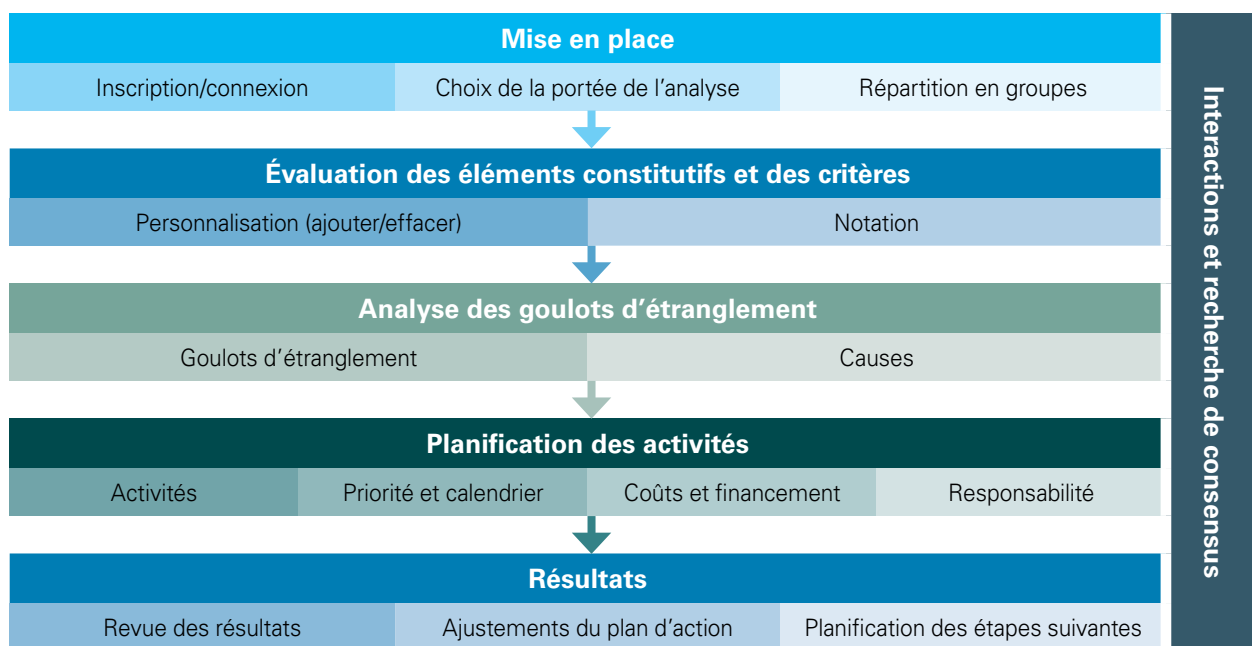 Mise en place
Inscription/connexion
Choix de la portée de l’analyse
Répartition en groupes
Évaluation des éléments constitutifs et des critères
Personnalisation (ajouter/effacer)
Notation
Analyse des goulots d’étranglement
Goulots d’étranglement
Causes
Planification des activités
Activités
Priorité et calendrier
Coûts et financement
Responsabilité
Résultats
Revue des résultats
Ajustements du plan d’action
Planification des étapes suivantes
Interactions et recherche de consensus